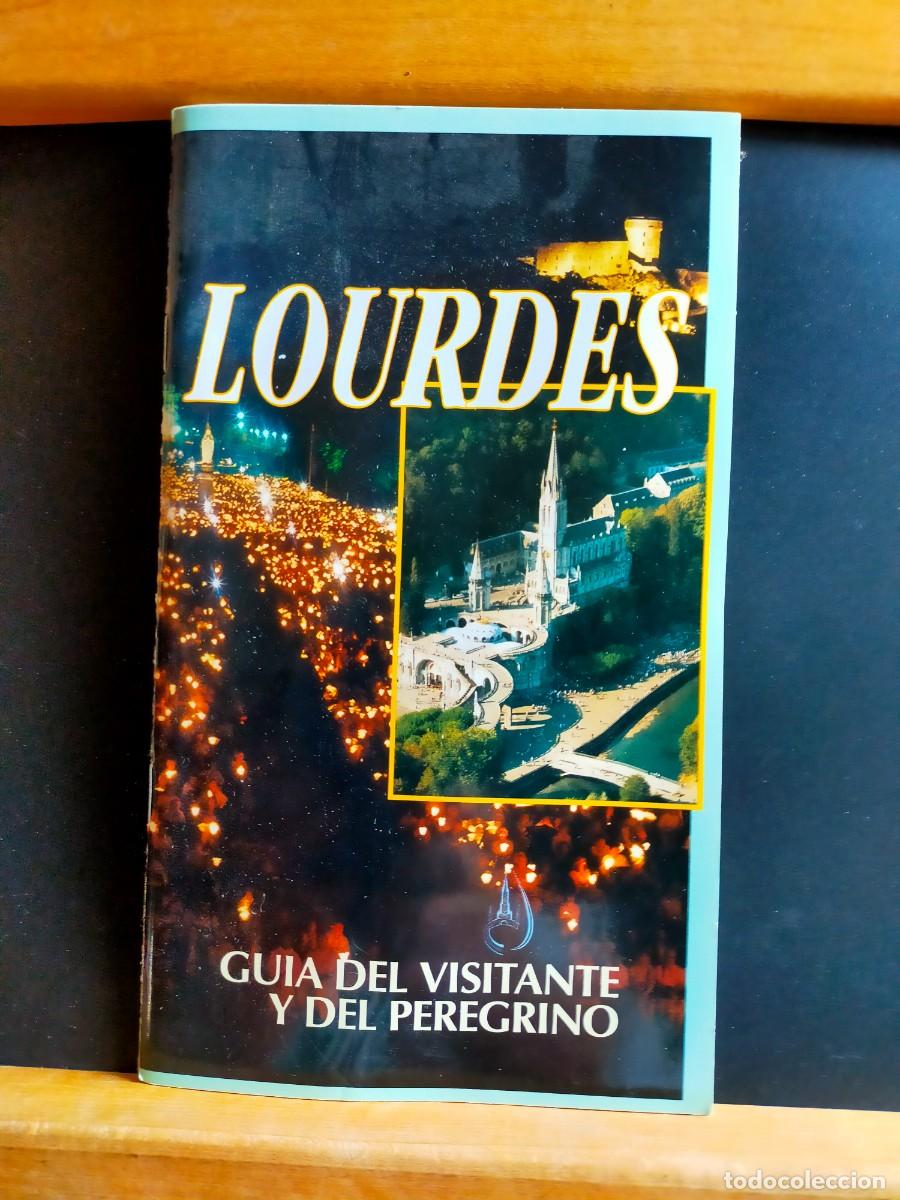 LOURDES
GUIA DEL VISITANTE
Y DEL PEREGRINO
todocoleccion